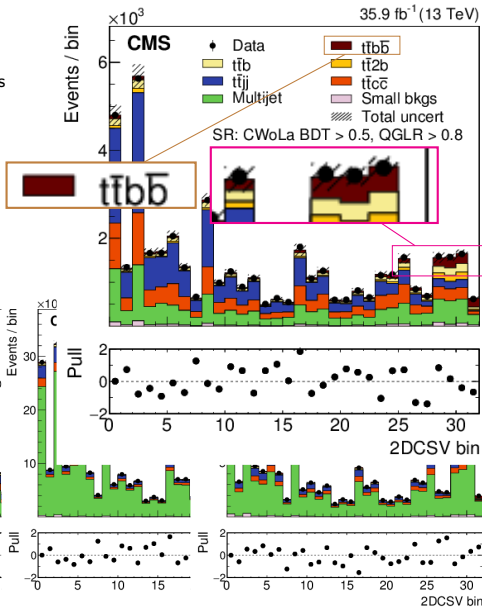 35.9 fb⁻¹ (13 TeV)
×10³
CMS
Data
tt̄bb̄
tt̄b
tt̄2b
tt̄jj
tt̄cc̄
Multijet
Small bkgs
Total uncert
SR: CWoLa BDT > 0.5, QGLR > 0.8
Events / bin
4
2
tt̄bb̄
s
×10
C
Events / bin
30
20
10
Pull
2
0
−2
0 5 10 15 20 25 30
2DCSV bin
Pull
2
0
−2
0 5 10 15
Pull
2
0
−2
0 5 10 15 20 25 30
2DCSV bin